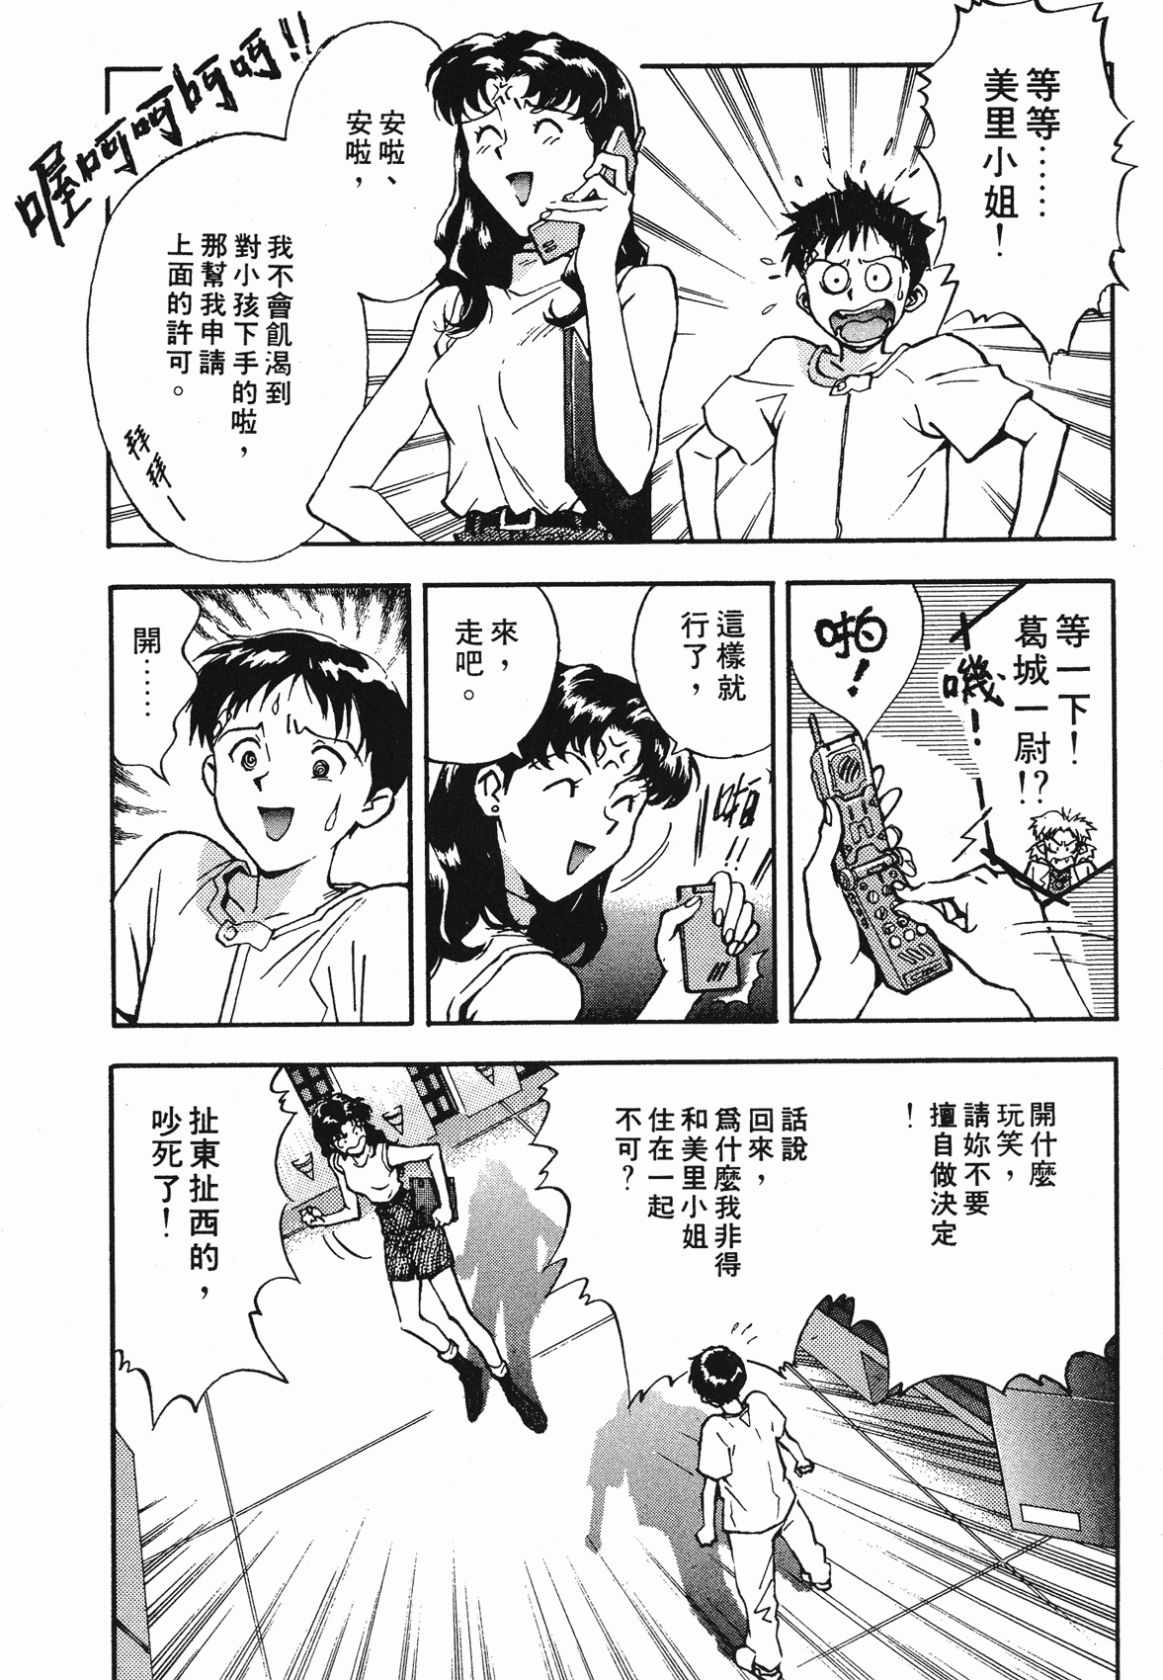 等等……
美里小姐！
喔呵呵呵呵呵!!
安啦、
安啦，
我不會飢渴到
對小孩下手的啦，
那幫我申請
上面的許可。
拜拜—
等一下！
葛城一尉!?
嘰！
啪！
這樣就
行了，
啪!!
來，
走吧。
開……
開什麼
玩笑，
請妳不要
擅自做決定
！
話說
回來，
為什麼我非得
和美里小姐
住在一起
不可？
扯東扯西的，
吵死了！